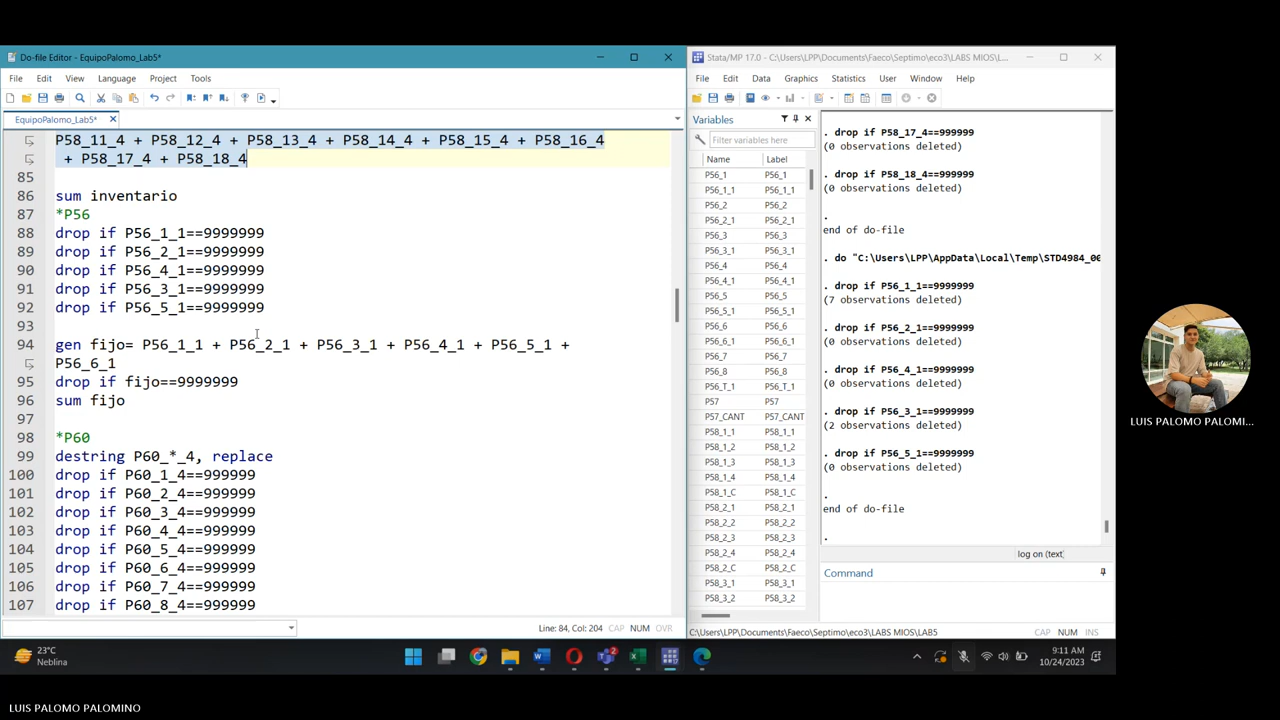 Do-file Editor - EquipoPalomo_Lab5*
File Edit View Language Project Tools
EquipoPalomo_Lab5*
P58_11_4 + P58_12_4 + P58_13_4 + P58_14_4 + P58_15_4 + P58_16_4
+ P58_17_4 + P58_18_4
85
86 sum inventario
87 *P56
88 drop if P56_1_1==9999999
89 drop if P56_2_1==9999999
90 drop if P56_4_1==9999999
91 drop if P56_3_1==9999999
92 drop if P56_5_1==9999999
93
94 gen fijo= P56_1_1 + P56_2_1 + P56_3_1 + P56_4_1 + P56_5_1 +
P56_6_1
95 drop if fijo==9999999
96 sum fijo
97
98 *P60
99 destring P60_*_4, replace
100 drop if P60_1_4==999999
101 drop if P60_2_4==999999
102 drop if P60_3_4==999999
103 drop if P60_4_4==999999
104 drop if P60_5_4==999999
105 drop if P60_6_4==999999
106 drop if P60_7_4==999999
107 drop if P60_8_4==999999
Line: 84, Col: 204 CAP NUM OVR
Stata/MP 17.0 - C:\Users\LPP\Documents\Faeco\Septimo\eco3\LABS MIOS\L...
File Edit Data Graphics Statistics User Window Help
Variables
Filter variables here
Name Label
P56_1 P56_1
P56_1_1 P56_1_1
P56_2 P56_2
P56_2_1 P56_2_1
P56_3 P56_3
P56_3_1 P56_3_1
P56_4 P56_4
P56_4_1 P56_4_1
P56_5 P56_5
P56_5_1 P56_5_1
P56_6 P56_6
P56_6_1 P56_6_1
P56_7 P56_7
P56_8 P56_8
P56_T_1 P56_T_1
P57 P57
P57_CANT P57_CANT
P58_1_1 P58_1_1
P58_1_2 P58_1_2
P58_1_3 P58_1_3
P58_1_4 P58_1_4
P58_1_C P58_1_C
P58_2_1 P58_2_1
P58_2_2 P58_2_2
P58_2_3 P58_2_3
P58_2_4 P58_2_4
P58_2_C P58_2_C
P58_3_1 P58_3_1
P58_3_2 P58_3_2
. drop if P58_17_4==999999
(0 observations deleted)
. drop if P58_18_4==999999
(0 observations deleted)
.
end of do-file
. do "C:\Users\LPP\AppData\Local\Temp\STD4984_00
. drop if P56_1_1==9999999
(7 observations deleted)
. drop if P56_2_1==9999999
(0 observations deleted)
. drop if P56_4_1==9999999
(0 observations deleted)
. drop if P56_3_1==9999999
(2 observations deleted)
. drop if P56_5_1==9999999
(0 observations deleted)
.
end of do-file
.
log on (text
Command
C:\Users\LPP\Documents\Faeco\Septimo\eco3\LABS MIOS\LAB5 CAP NUM INS
LUIS PALOMO PALOMI...
23°C
Neblina
2
17
9:11 AM
10/24/2023
LUIS PALOMO PALOMINO